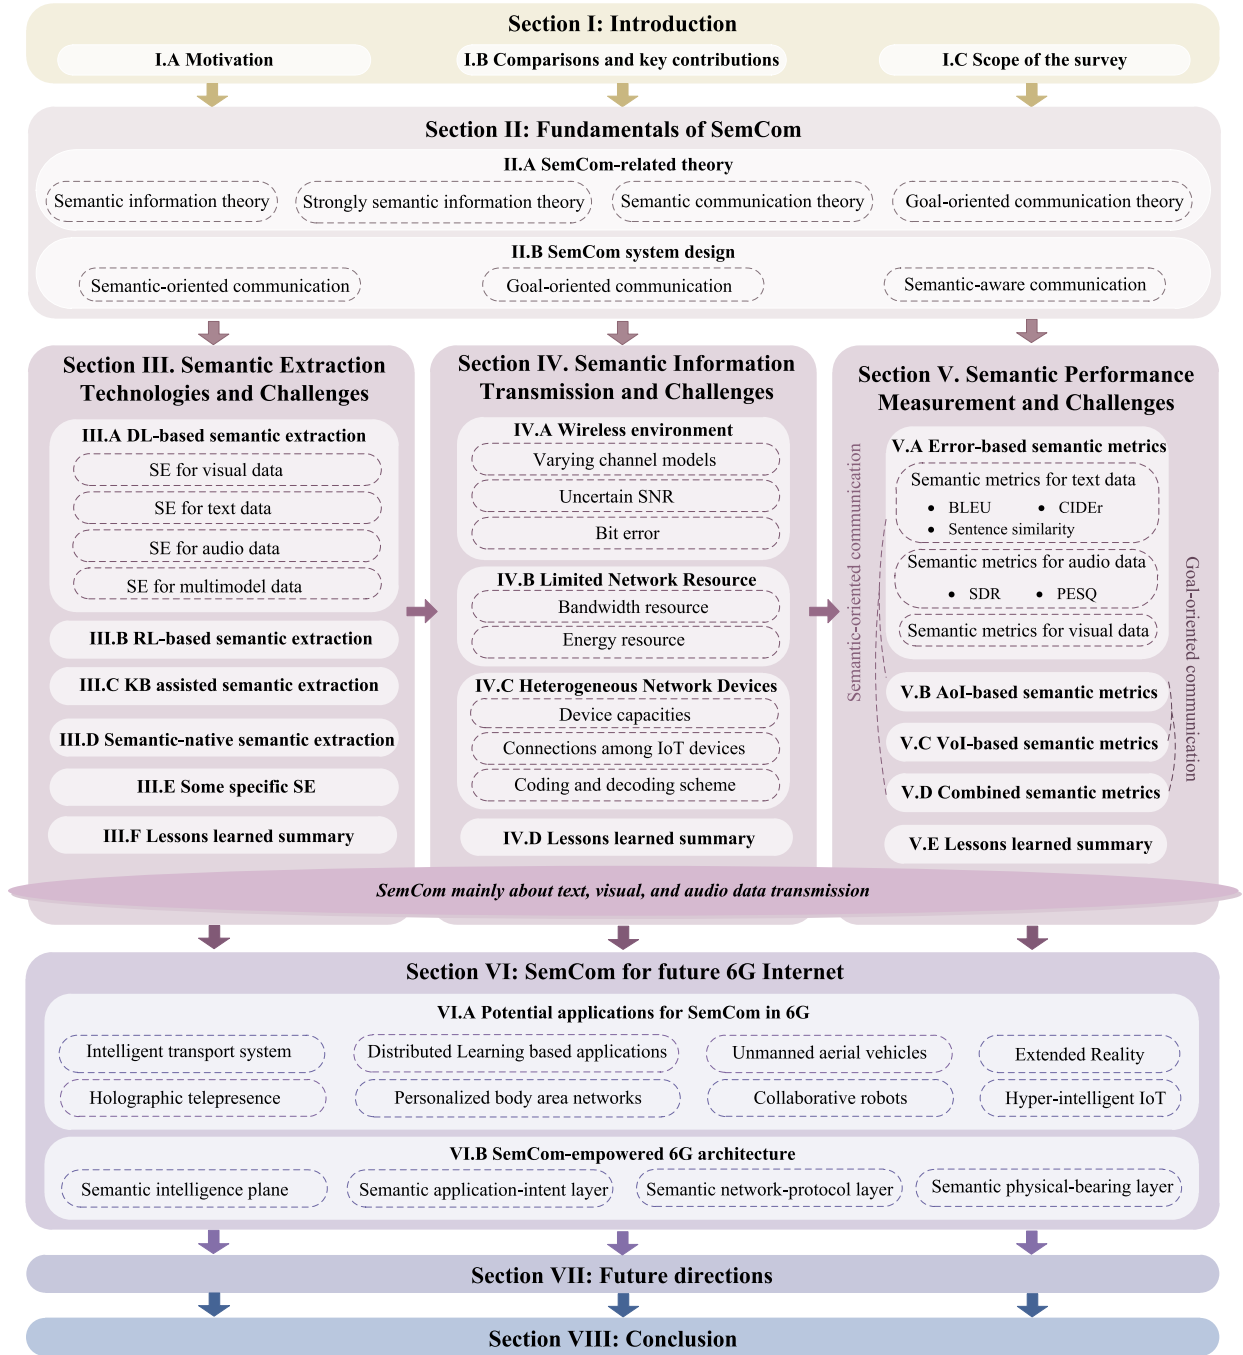 Section I: Introduction
I.A Motivation
I.B Comparisons and key contributions
I.C Scope of the survey
Section II: Fundamentals of SemCom
II.A SemCom-related theory
Semantic information theory
Strongly semantic information theory
Semantic communication theory
Goal-oriented communication theory
II.B SemCom system design
Semantic-oriented communication
Goal-oriented communication
Semantic-aware communication
Section III. Semantic Extraction
Technologies and Challenges
III.A DL-based semantic extraction
SE for visual data
SE for text data
SE for audio data
SE for multimodel data
III.B RL-based semantic extraction
III.C KB assisted semantic extraction
III.D Semantic-native semantic extraction
III.E Some specific SE
III.F Lessons learned summary
Section IV. Semantic Information
Transmission and Challenges
IV.A Wireless environment
Varying channel models
Uncertain SNR
Bit error
IV.B Limited Network Resource
Bandwidth resource
Energy resource
IV.C Heterogeneous Network Devices
Device capacities
Connections among IoT devices
Coding and decoding scheme
IV.D Lessons learned summary
Section V. Semantic Performance
Measurement and Challenges
Semantic-oriented communication
V.A Error-based semantic metrics
Semantic metrics for text data
• BLEU • CIDEr
• Sentence similarity
Semantic metrics for audio data
• SDR • PESQ
Semantic metrics for visual data
V.B AoI-based semantic metrics
V.C VoI-based semantic metrics
V.D Combined semantic metrics
V.E Lessons learned summary
Goal-oriented communication
SemCom mainly about text, visual, and audio data transmission
Section VI: SemCom for future 6G Internet
VI.A Potential applications for SemCom in 6G
Intelligent transport system
Distributed Learning based applications
Unmanned aerial vehicles
Extended Reality
Holographic telepresence
Personalized body area networks
Collaborative robots
Hyper-intelligent IoT
VI.B SemCom-empowered 6G architecture
Semantic intelligence plane
Semantic application-intent layer
Semantic network-protocol layer
Semantic physical-bearing layer
Section VII: Future directions
Section VIII: Conclusion